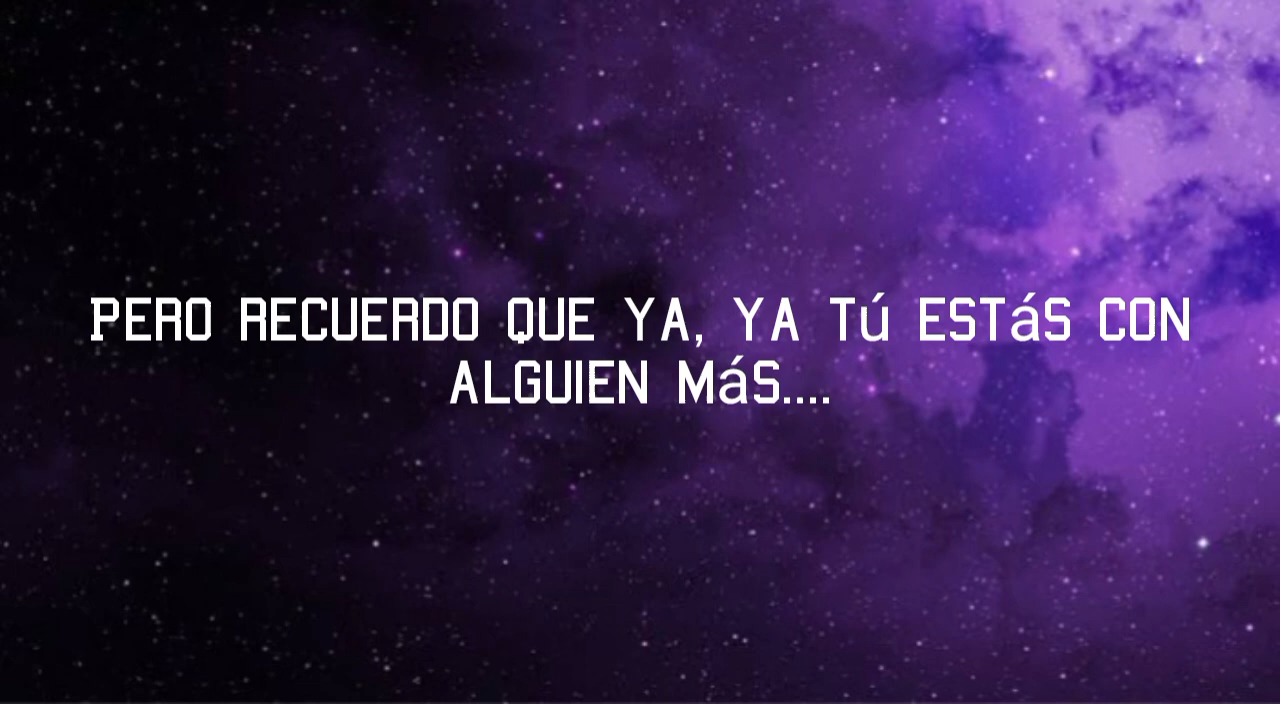 PERO RECUERDO QUE YA, YA Tú ESTáS CON
ALGUIEN MáS....